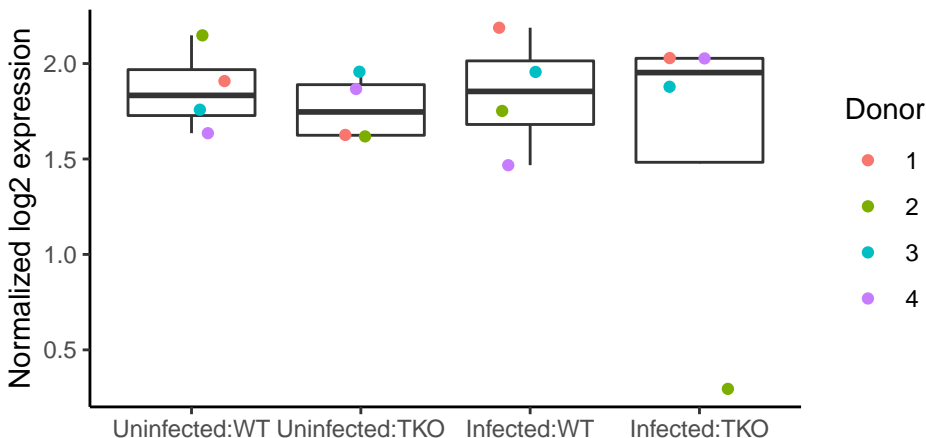 Normalized log2 expression
2.0
1.5
1.0
0.5
Uninfected:WT
Uninfected:TKO
Infected:WT
Infected:TKO
Donor
1
2
3
4